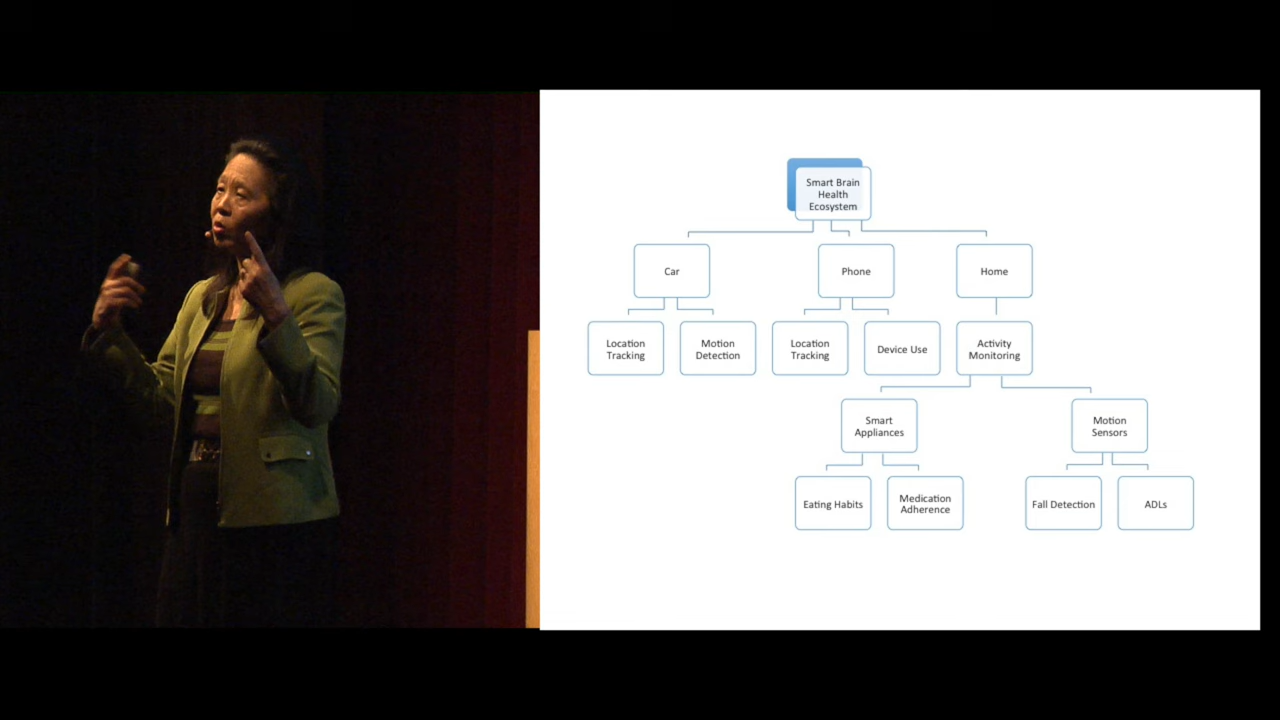 Smart Brain
Health
Ecosystem
Car
Phone
Home
Location
Tracking
Motion
Detection
Location
Tracking
Device Use
Activity
Monitoring
Smart
Appliances
Motion
Sensors
Eating Habits
Medication
Adherence
Fall Detection
ADLs